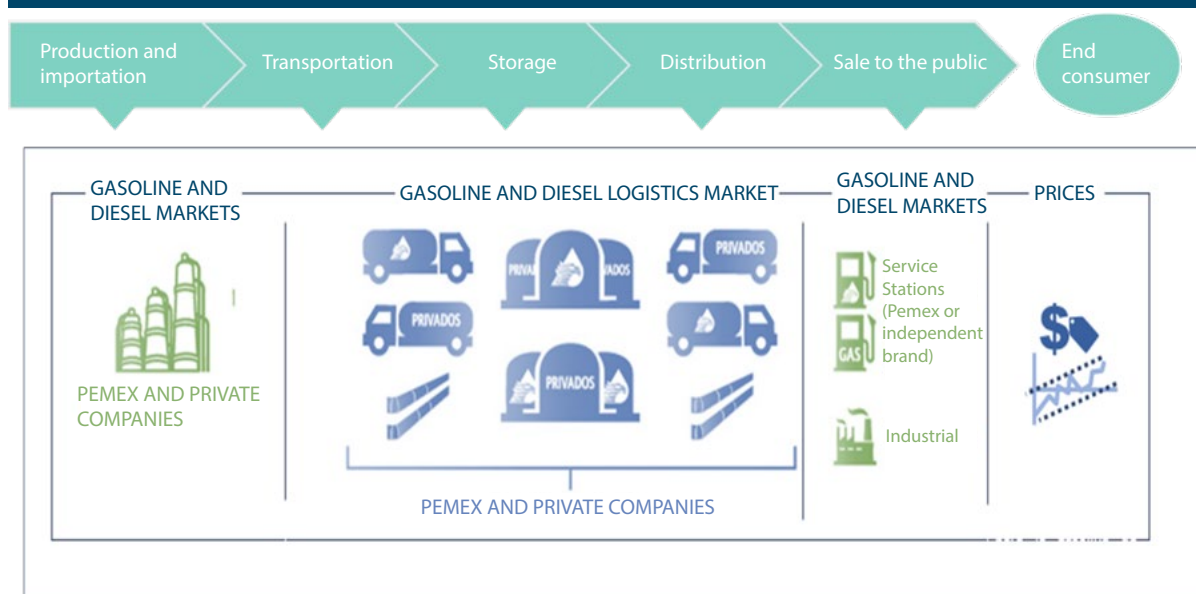 Production and
importation
Transportation
Storage
Distribution
Sale to the public
End
consumer
GASOLINE AND
DIESEL MARKETS
GASOLINE AND DIESEL LOGISTICS MARKET
GASOLINE AND
DIESEL MARKETS
PRICES
PRIVADOS
PRIVADOS
PRIVADOS
GAS
Service
Stations
(Pemex or
independent
brand)
Industrial
$
PEMEX AND PRIVATE
COMPANIES
PEMEX AND PRIVATE COMPANIES